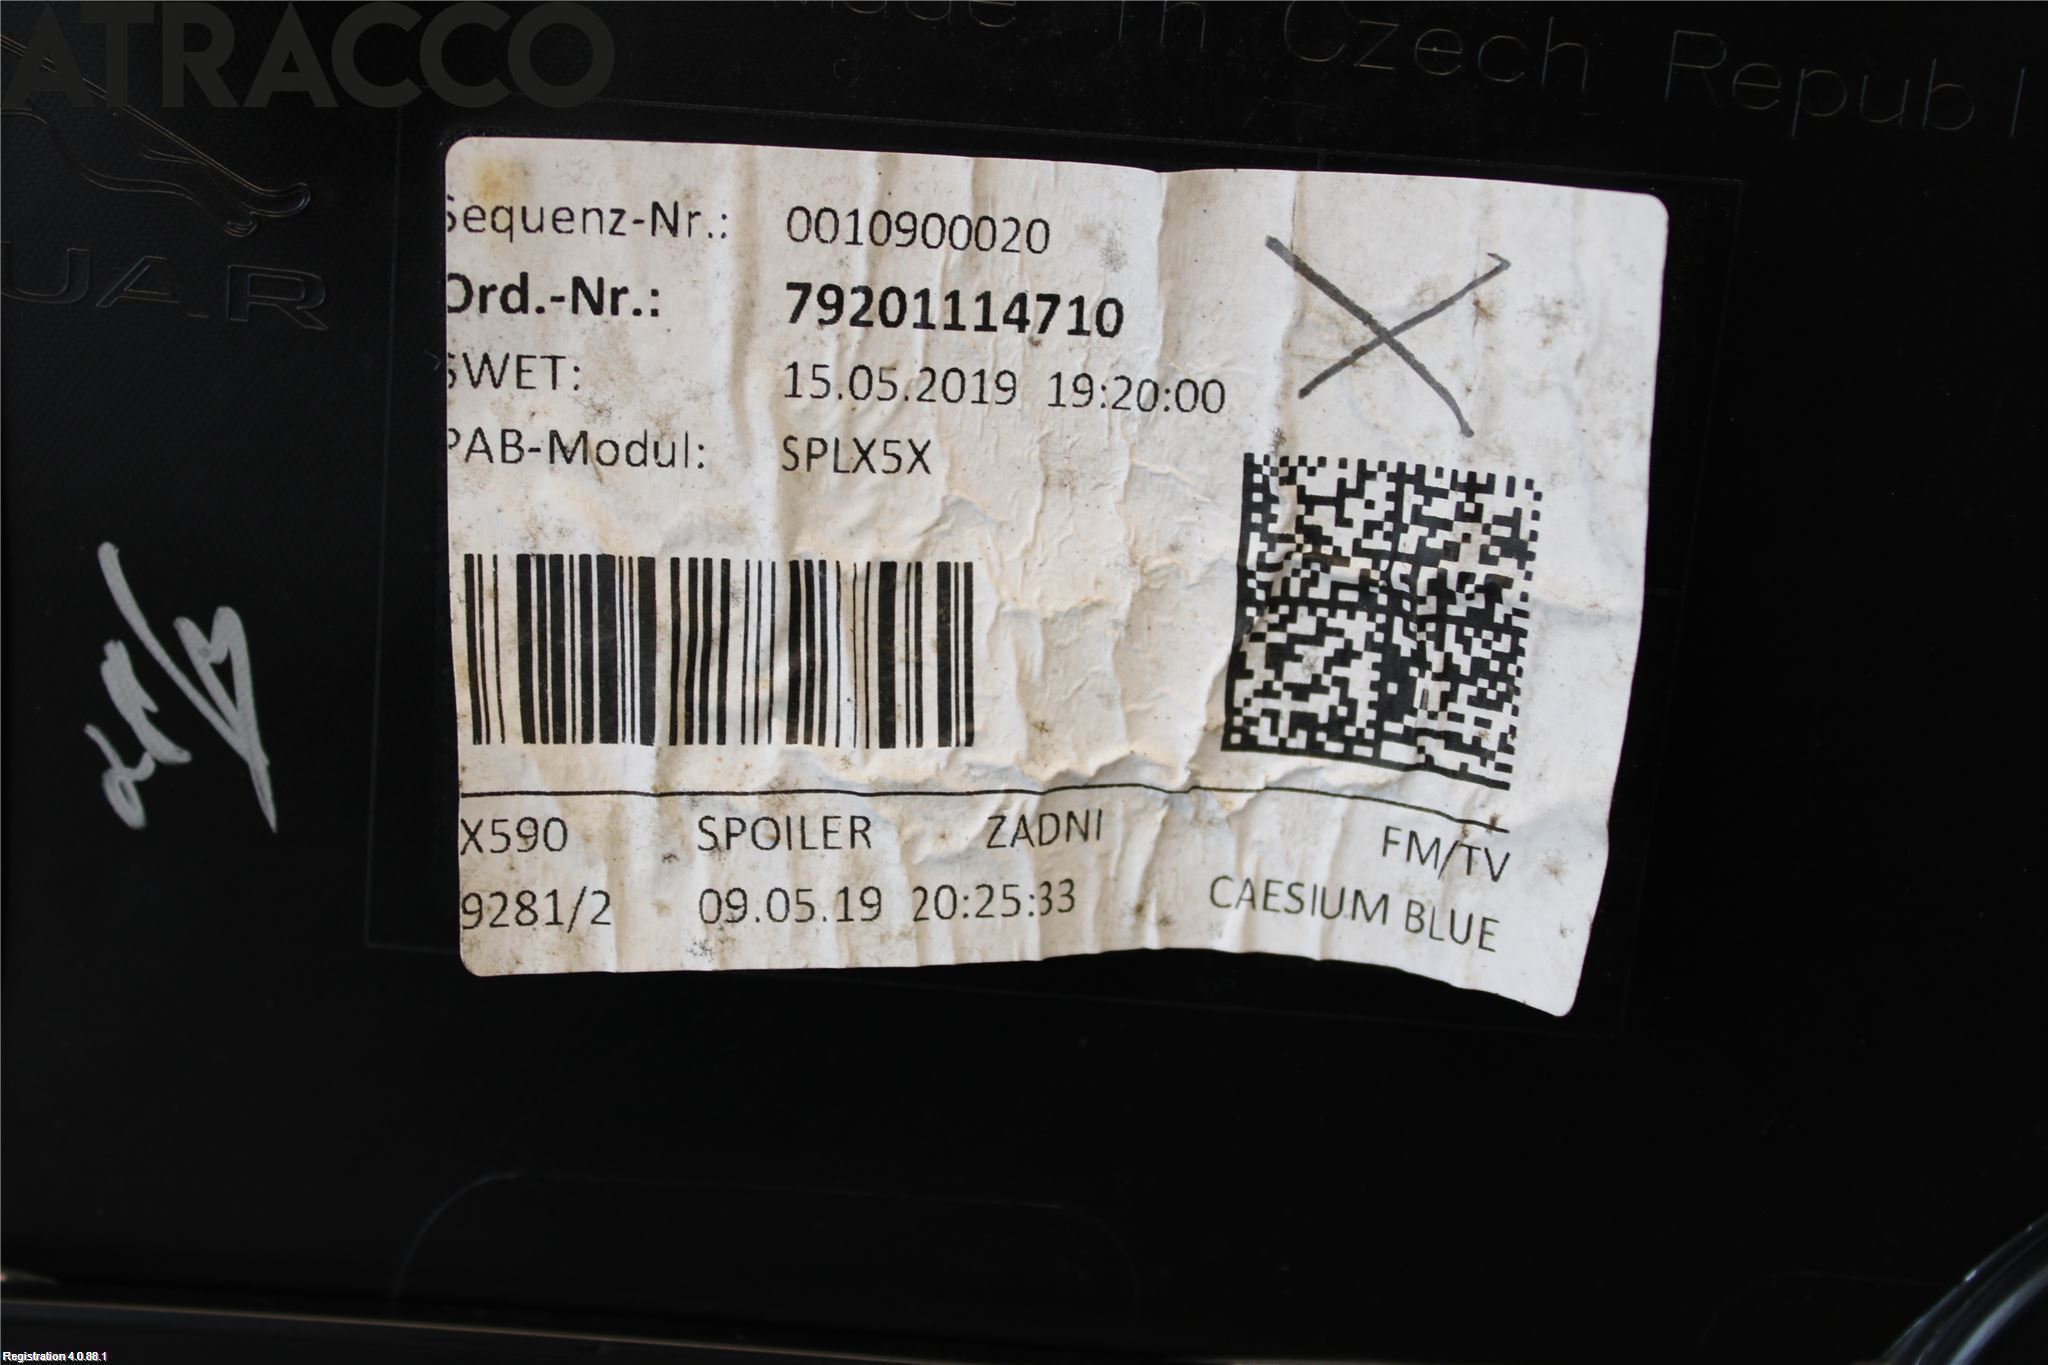 ATRACCO
Made in Czech Republ
UAR
Sequenz-Nr.: 0010900020
Ord.-Nr.: 79201114710
SWET: 15.05.2019 19:20:00
PAB-Modul: SPLX5X
X590 SPOILER ZADNI FM/TV
9281/2 09.05.19 20:25:33 CAESIUM BLUE
Registration 4.0.88.1